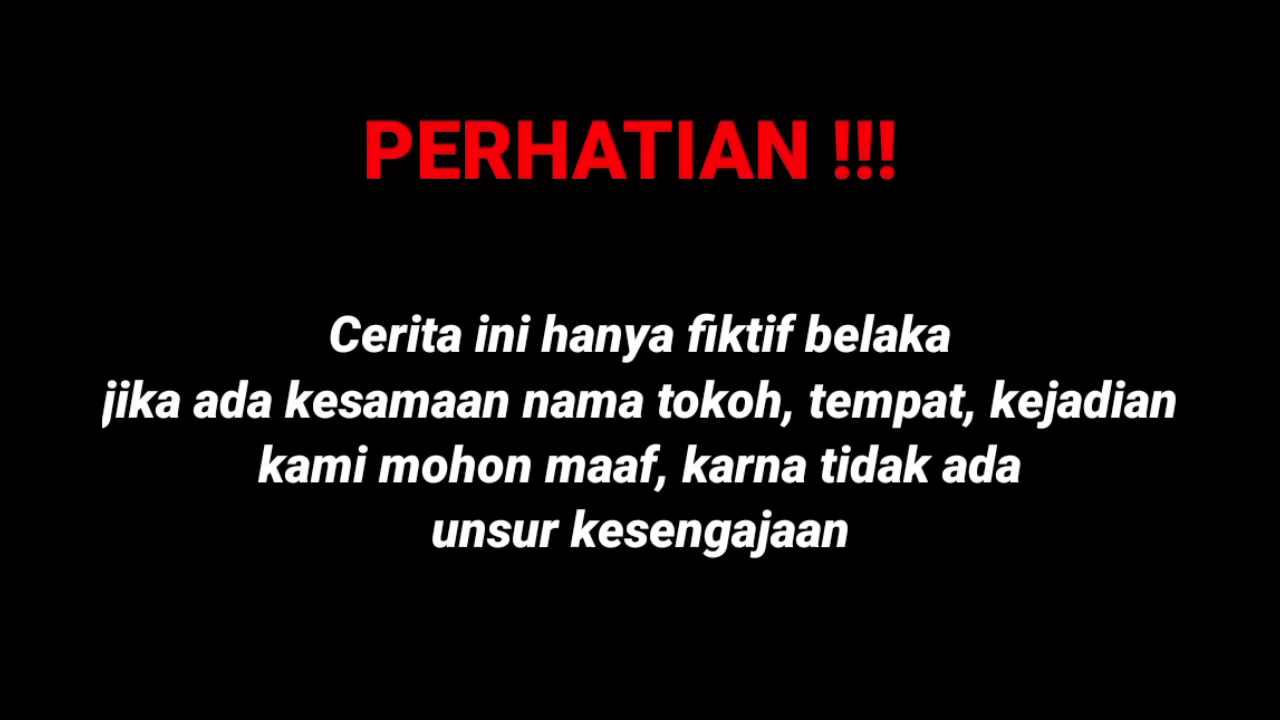 PERHATIAN !!!
Cerita ini hanya fiktif belaka
jika ada kesamaan nama tokoh, tempat, kejadian
kami mohon maaf, karna tidak ada
unsur kesengajaan